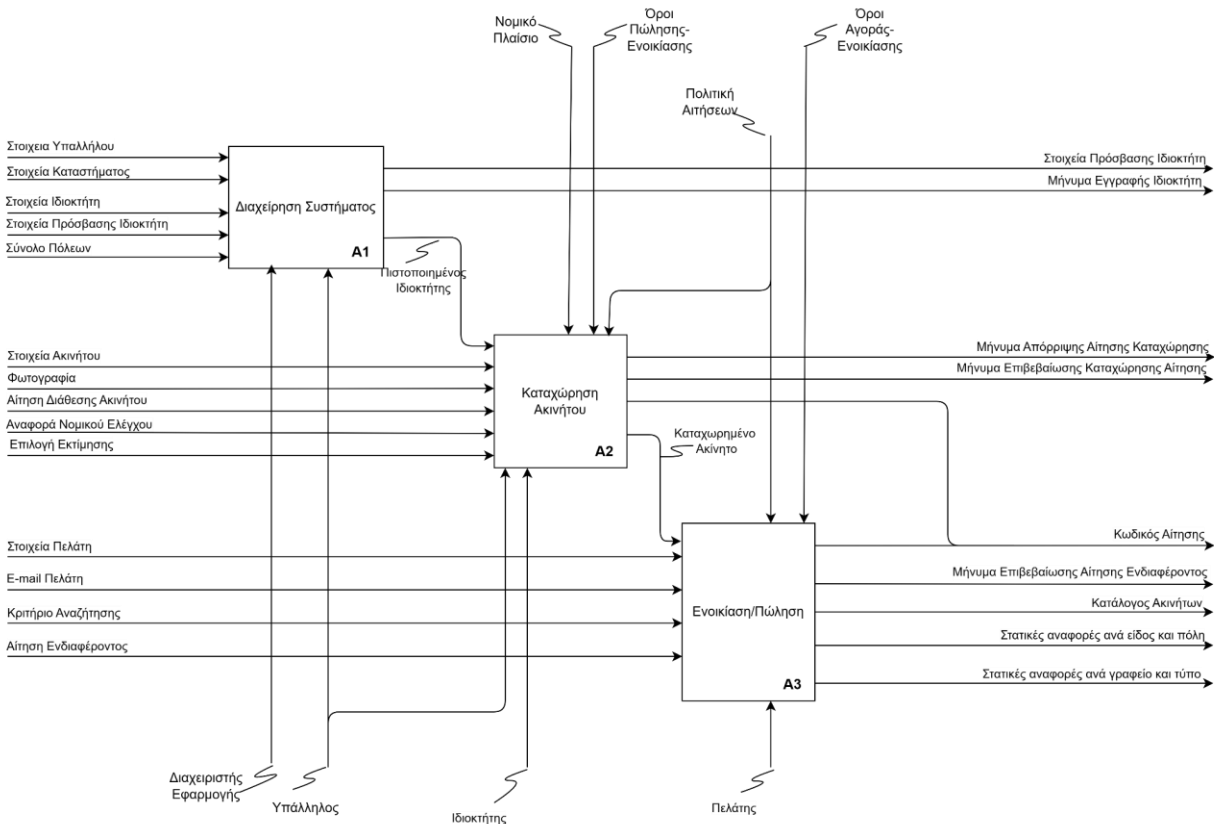 Νομικό
Πλαίσιο
Όροι
Πώλησης-
Ενοικίασης
Όροι
Αγοράς-
Ενοικίασης
Πολιτική
Αιτήσεων
Στοιχεια Υπαλλήλου
Στοιχεία Καταστήματος
Στοιχεία Ιδιοκτήτη
Στοιχεία Πρόσβασης Ιδιοκτήτη
Σύνολο Πόλεων
Διαχείρηση Συστήματος
A1
Στοιχεία Πρόσβασης Ιδιοκτήτη
Μήνυμα Εγγραφής Ιδιοκτήτη
Πιστοποιημένος
Ιδιοκτήτης
Στοιχεία Ακινήτου
Φωτογραφία
Αίτηση Διάθεσης Ακινήτου
Αναφορά Νομικού Ελέγχου
Επιλογή Εκτίμησης
Καταχώρηση
Ακινήτου
A2
Μήνυμα Απόρριψης Αίτησης Καταχώρησης
Μήνυμα Επιβεβαίωσης Καταχώρησης Αίτησης
Καταχωρημένο
Ακίνητο
Στοιχεία Πελάτη
E-mail Πελάτη
Κριτήριο Αναζήτησης
Αίτηση Ενδιαφέροντος
Ενοικίαση/Πώληση
A3
Κωδικός Αίτησης
Μήνυμα Επιβεβαίωσης Αίτησης Ενδιαφέροντος
Κατάλογος Ακινήτων
Στατικές αναφορές ανά είδος και πόλη
Στατικές αναφορές ανά γραφείο και τύπο
Διαχειριστής
Εφαρμογής
Υπάλληλος
Ιδιοκτήτης
Πελάτης